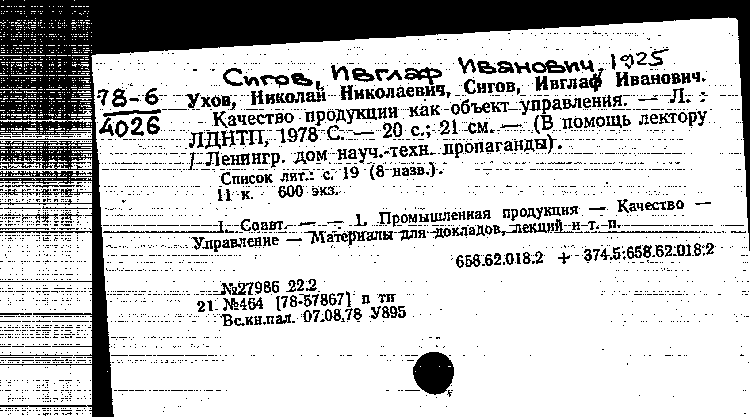 Сигов, Ивглаф Иванович, 1925
78-6
4026
Ухов, Николай Николаевич, Сигов, Ивглаф Иванович.
Качество продукции как объект управления. — Л. :
ЛДНТП, 1978 С. — 20 с.; 21 см. — (В помощь лектору
/ Ленингр. дом науч.-техн. пропаганды).
Список лит.: с. 19 (8 назв.).
11 к. 600 экз.
I. Соавт. — — 1. Промышленная продукция — Качество —
Управление — Материалы для докладов, лекций и т. п.
658.62.018.2 + 374.5:658.62.018.2
№27986 22.2
21 №464 [78-57867] п тп
Вс.кн.пал. 07.08.78 У895